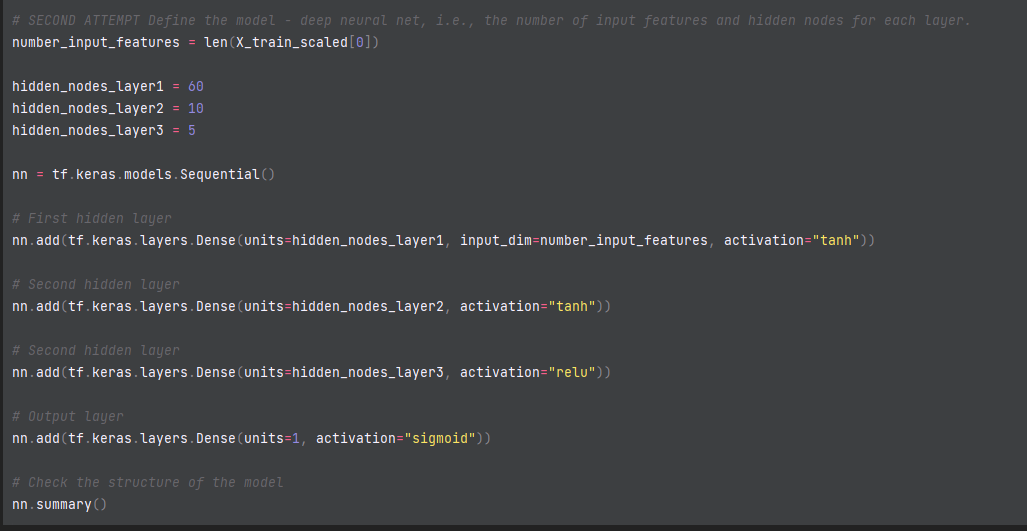 # SECOND ATTEMPT Define the model - deep neural net, i.e., the number of input features and hidden nodes for each layer.
number_input_features = len(X_train_scaled[0])
hidden_nodes_layer1 = 60
hidden_nodes_layer2 = 10
hidden_nodes_layer3 = 5
nn = tf.keras.models.Sequential()
# First hidden layer
nn.add(tf.keras.layers.Dense(units=hidden_nodes_layer1, input_dim=number_input_features, activation="tanh"))
# Second hidden layer
nn.add(tf.keras.layers.Dense(units=hidden_nodes_layer2, activation="tanh"))
# Second hidden layer
nn.add(tf.keras.layers.Dense(units=hidden_nodes_layer3, activation="relu"))
# Output layer
nn.add(tf.keras.layers.Dense(units=1, activation="sigmoid"))
# Check the structure of the model
nn.summary()